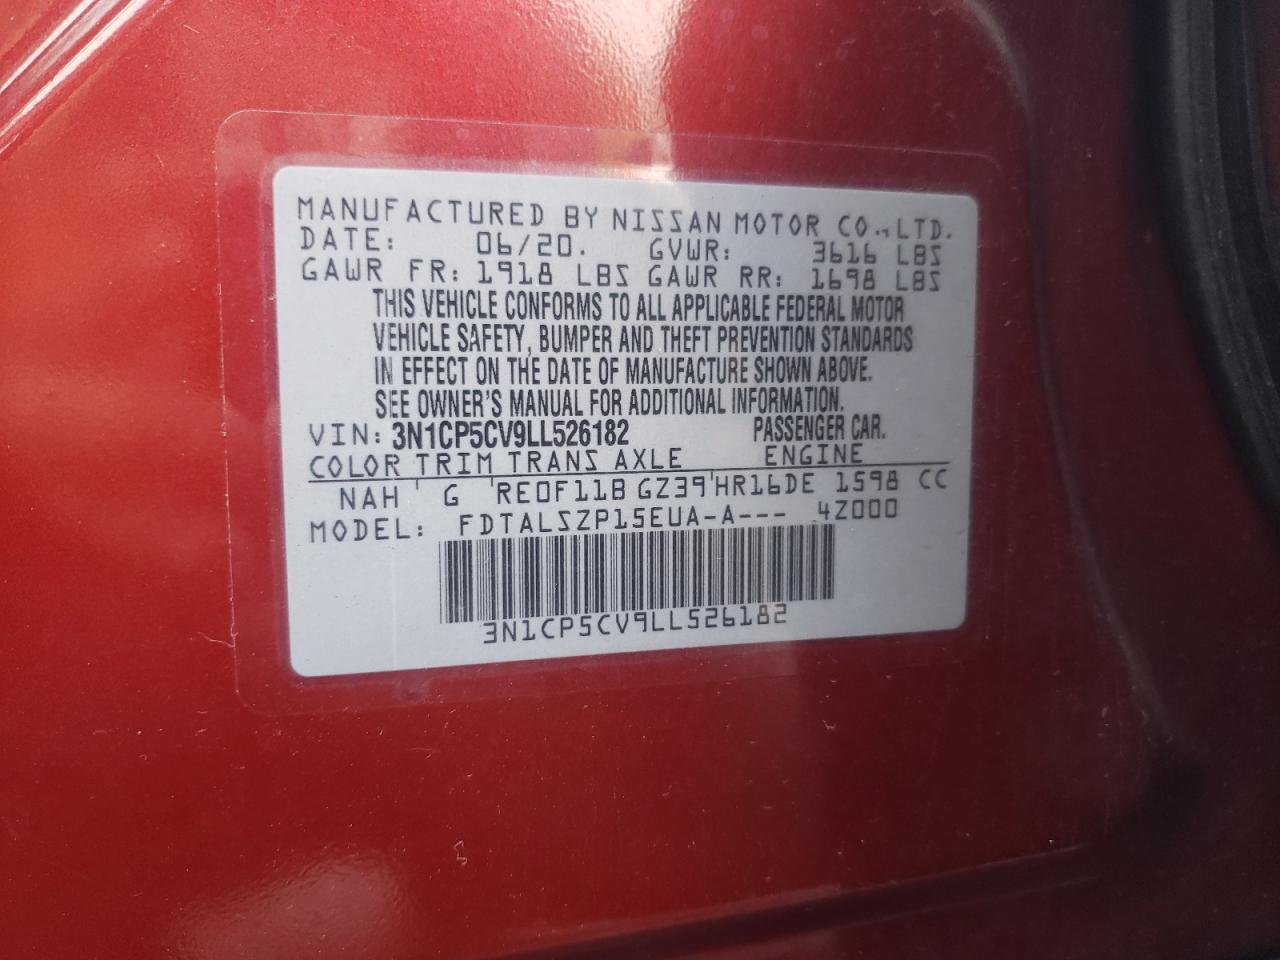 MANUFACTURED BY NISSAN MOTOR CO., LTD.
DATE: 06/20. GVWR: 3616 LBS
GAWR FR: 1918 LBS GAWR RR: 1698 LBS
THIS VEHICLE CONFORMS TO ALL APPLICABLE FEDERAL MOTOR
VEHICLE SAFETY, BUMPER AND THEFT PREVENTION STANDARDS
IN EFFECT ON THE DATE OF MANUFACTURE SHOWN ABOVE.
SEE OWNER'S MANUAL FOR ADDITIONAL INFORMATION.
VIN: 3N1CP5CV9LL526182 PASSENGER CAR.
COLOR TRIM TRANS AXLE ENGINE
NAH ' G 'RE0F11B GZ39'HR16DE 1598 CC
MODEL: FDTALSZP15EUA-A--- 4Z000
3N1CP5CV9LL526182